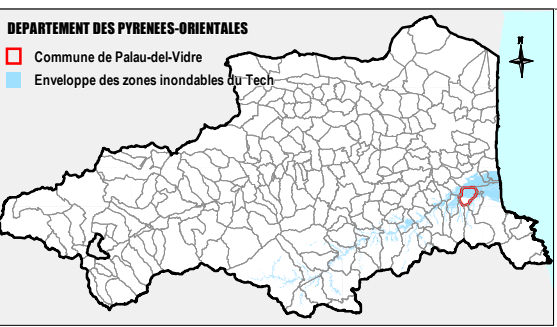 DEPARTEMENT DES PYRENEES-ORIENTALES
Commune de Palau-del-Vidre
Enveloppe des zones inondables du Tech
N